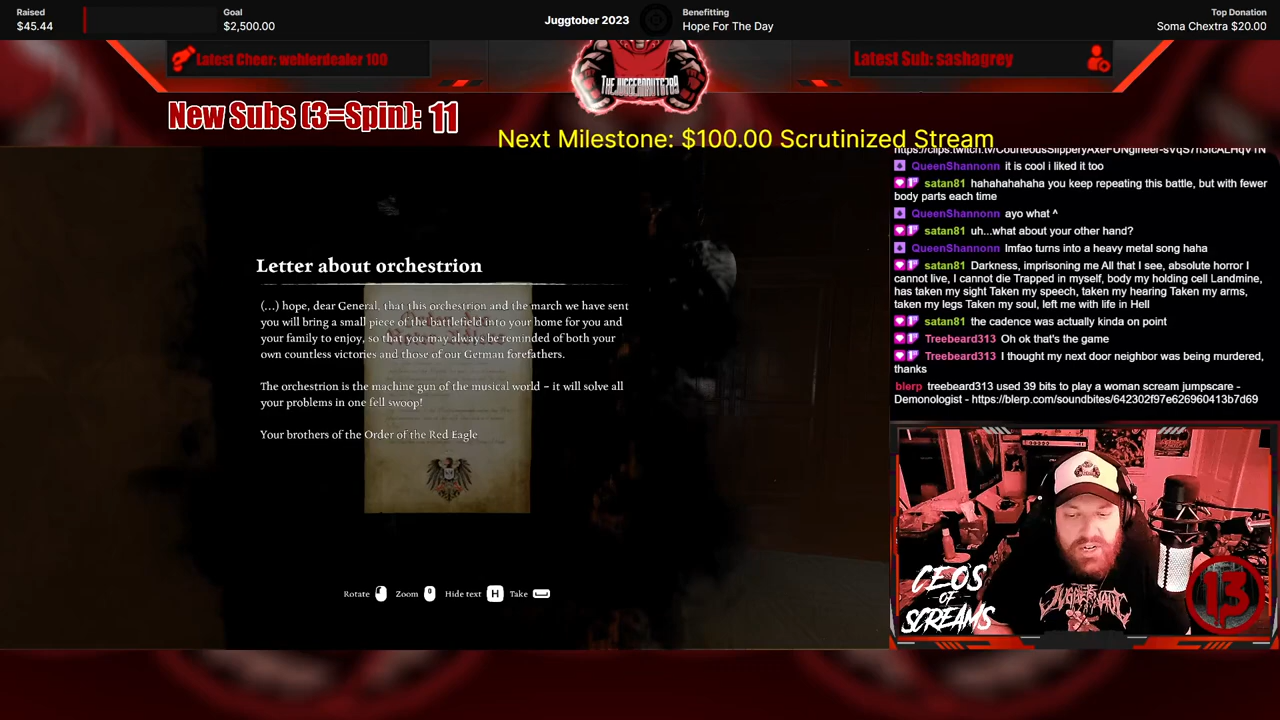 Raised
$45.44
Goal
$2,500.00
Juggtober 2023
Benefitting
Hope For The Day
Top Donation
Soma Chextra $20.00
Latest Cheer: wehlerdealer 100
THEJUGGERNAUT6789
Latest Sub: sashagrey
New Subs (3=Spin): 11
Next Milestone: $100.00 Scrutinized Stream
QueenShannonn it is cool i liked it too
satan81 hahahahahaha you keep repeating this battle, but with fewer
body parts each time
QueenShannonn ayo what ^
satan81 uh...what about your other hand?
QueenShannonn lmfao turns into a heavy metal song haha
satan81 Darkness, imprisoning me All that I see, absolute horror I
cannot live, I cannot die Trapped in myself, body my holding cell Landmine,
has taken my sight Taken my speech, taken my hearing Taken my arms,
taken my legs Taken my soul, left me with life in Hell
satan81 the cadence was actually kinda on point
Treebeard313 Oh ok that's the game
Treebeard313 I thought my next door neighbor was being murdered,
thanks
blerp treebeard313 used 39 bits to play a woman scream jumpscare -
Demonologist - https://blerp.com/soundbites/642302f97e626960413b7d69
Letter about orchestrion
(...) hope, dear General, that this orchestrion and the march we have sent
you will bring a small piece of the battlefield into your home for you and
your family to enjoy, so that you may always be reminded of both your
own countless victories and those of our German forefathers.
The orchestrion is the machine gun of the musical world – it will solve all
your problems in one fell swoop!
Your brothers of the Order of the Red Eagle
Rotate Zoom Hide text H Take
CEOS
OF
SCREAMS
13